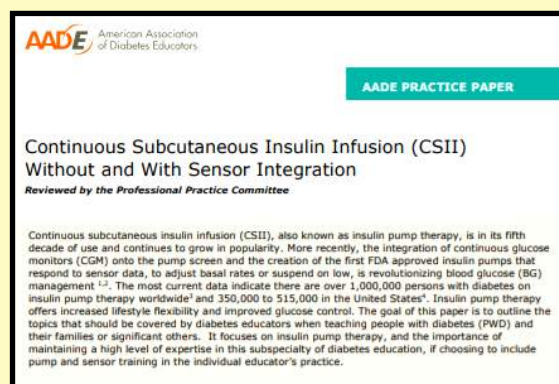 AADE American Association
of Diabetes Educators
AADE PRACTICE PAPER
Continuous Subcutaneous Insulin Infusion (CSII)
Without and With Sensor Integration
Reviewed by the Professional Practice Committee
Continuous subcutaneous insulin infusion (CSII), also known as insulin pump therapy, is in its fifth
decade of use and continues to grow in popularity. More recently, the integration of continuous glucose
monitors (CGM) onto the pump screen and the creation of the first FDA approved insulin pumps that
respond to sensor data, to adjust basal rates or suspend on low, is revolutionizing blood glucose (BG)
management 1,2. The most current data indicate there are over 1,000,000 persons with diabetes on
insulin pump therapy worldwide3 and 350,000 to 515,000 in the United States4. Insulin pump therapy
offers increased lifestyle flexibility and improved glucose control. The goal of this paper is to outline the
topics that should be covered by diabetes educators when teaching people with diabetes (PWD) and
their families or significant others. It focuses on insulin pump therapy, and the importance of
maintaining a high level of expertise in this subspecialty of diabetes education, if choosing to include
pump and sensor training in the individual educator's practice.